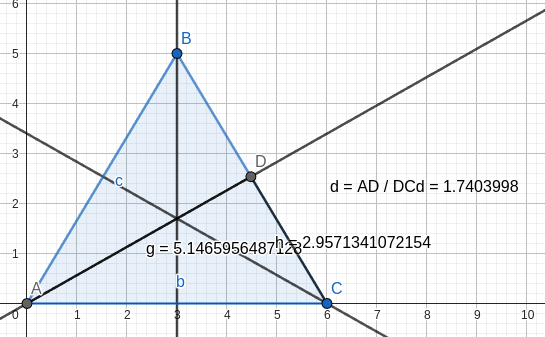 6
B
5
4
3
D
c
d = AD / DCd = 1.7403998
2
g = 5.1465956487123
h = 2.9571341072154
1
b
A
C
0 1 2 3 4 5 6 7 8 9 10